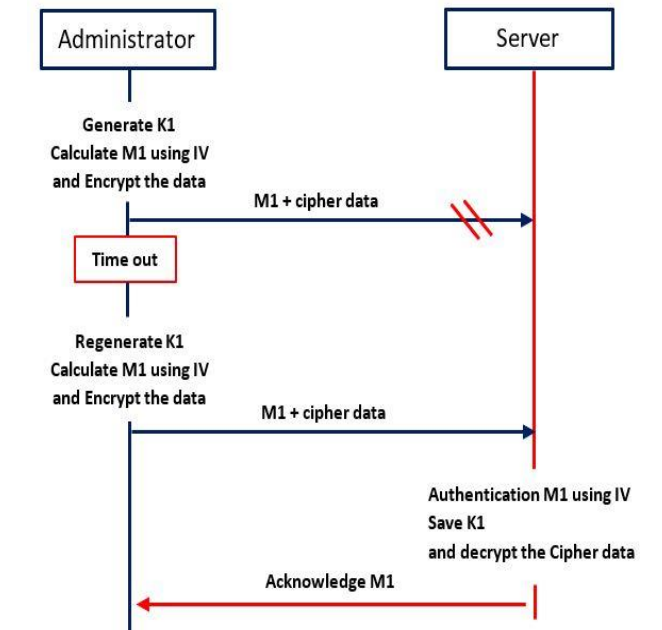 Administrator
Server
Generate K1
Calculate M1 using IV
and Encrypt the data
M1 + cipher data
Time out
Regenerate K1
Calculate M1 using IV
and Encrypt the data
M1 + cipher data
Authentication M1 using IV
Save K1
and decrypt the Cipher data
Acknowledge M1